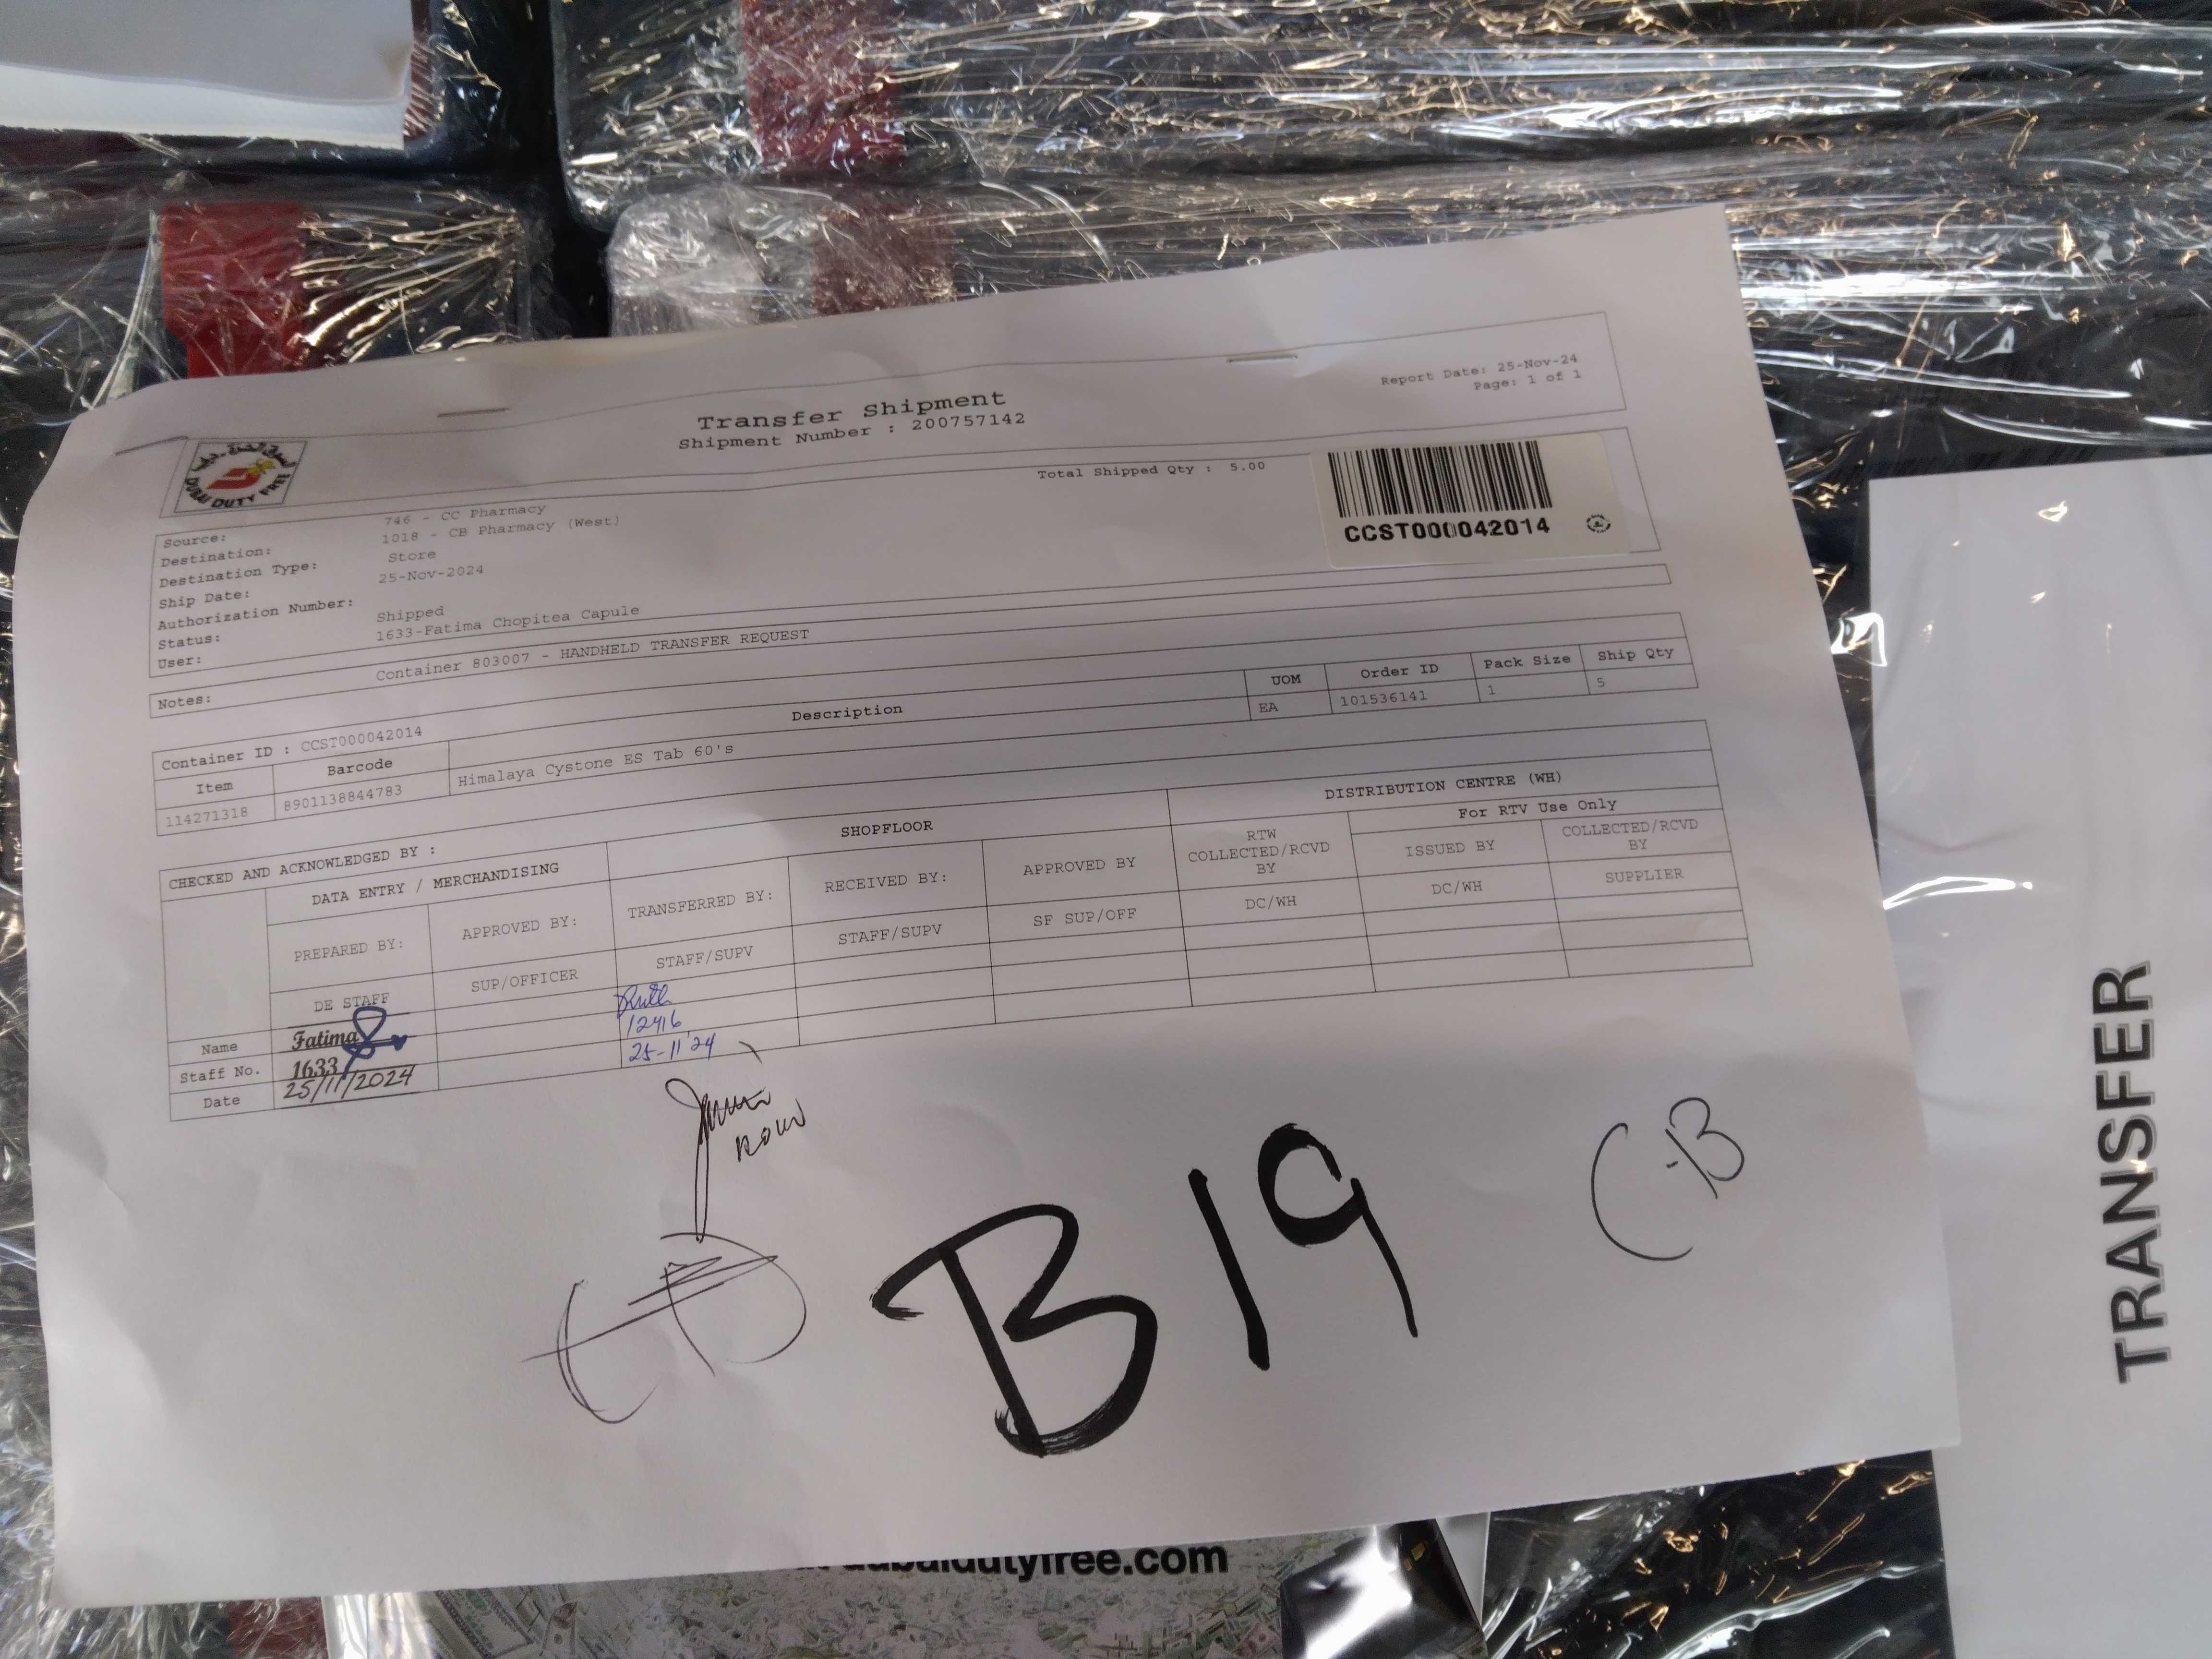 Transfer Shipment
Shipment Number : 200757142
Report Date: 25-Nov-24
Page: 1 of 1
DUBAI DUTY FREE
Total Shipped Qty : 5.00
CCST000042014
Source: 746 - CC Pharmacy
Destination: 1018 - CB Pharmacy (West)
Destination Type: Store
Ship Date: 25-Nov-2024
Authorization Number:
Status: Shipped
User: 1633-Fatima Chopitea Capule
Notes: Container 803007 - HANDHELD TRANSFER REQUEST
Container ID : CCST000042014
Item Barcode Description UOM Order ID Pack Size Ship Qty
114271318 8901138844783 Himalaya Cystone ES Tab 60's EA 101536141 1 5
CHECKED AND ACKNOWLEDGED BY :
DATA ENTRY / MERCHANDISING SHOPFLOOR DISTRIBUTION CENTRE (WH)
For RTV Use Only
PREPARED BY: APPROVED BY: TRANSFERRED BY: RECEIVED BY: APPROVED BY RTW COLLECTED/RCVD BY ISSUED BY COLLECTED/RCVD BY
DE STAFF SUP/OFFICER STAFF/SUPV STAFF/SUPV SF SUP/OFF DC/WH DC/WH SUPPLIER
Name Fatima Ruth
Staff No. 1633 12416
Date 25/11/2024 25-11'24
B19
C-B
TRANSFER
dubaidutyfree.com